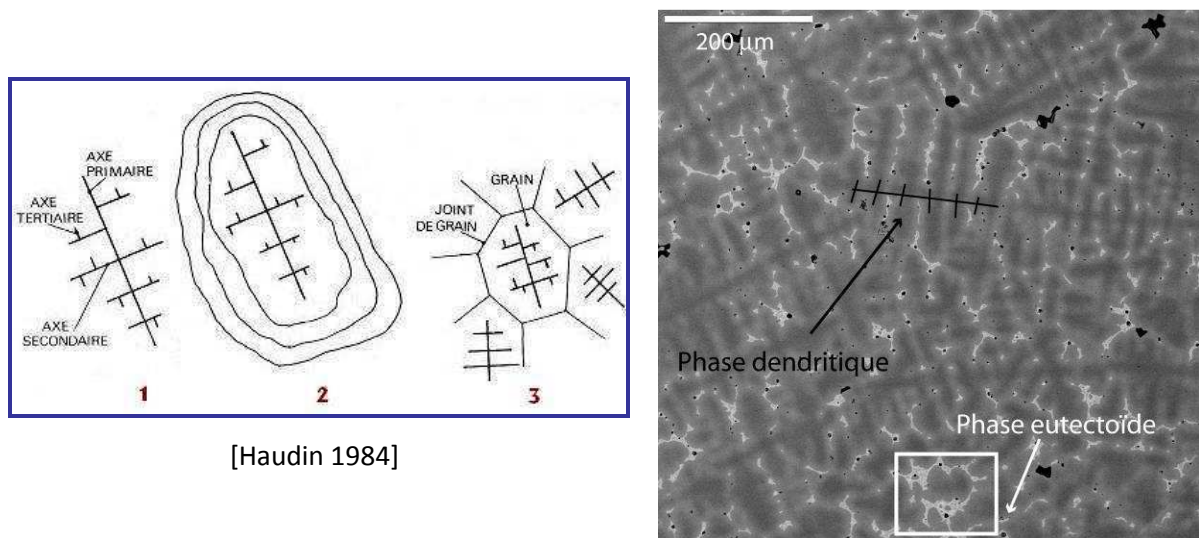 AXE
PRIMAIRE
AXE
TERTIAIRE
AXE
SECONDAIRE
1
2
GRAIN
JOINT
DE GRAIN
3
[Haudin 1984]
200 µm
Phase dendritique
Phase eutectoïde